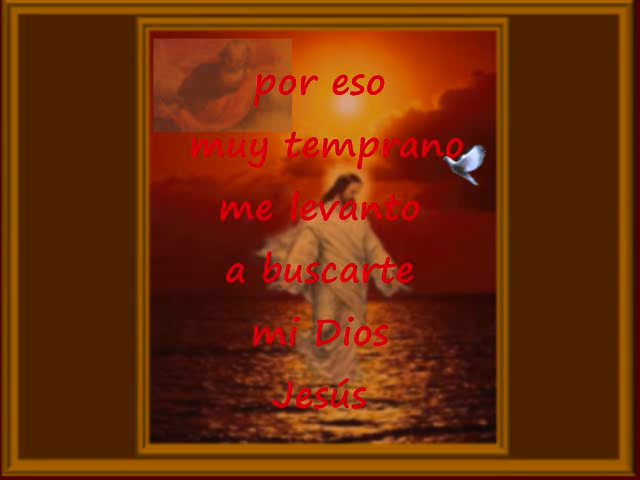 por eso
muy temprano
me levanto
a buscarte
mi Dios
Jesús